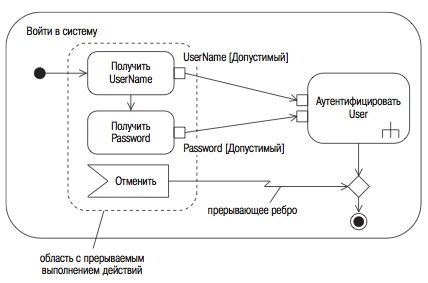 Войти в систему
Получить
UserName
UserName [Допустимый]
Аутентифицировать
User
Получить
Password
Password [Допустимый]
Отменить
прерывающее ребро
область с прерываемым
выполнением действий